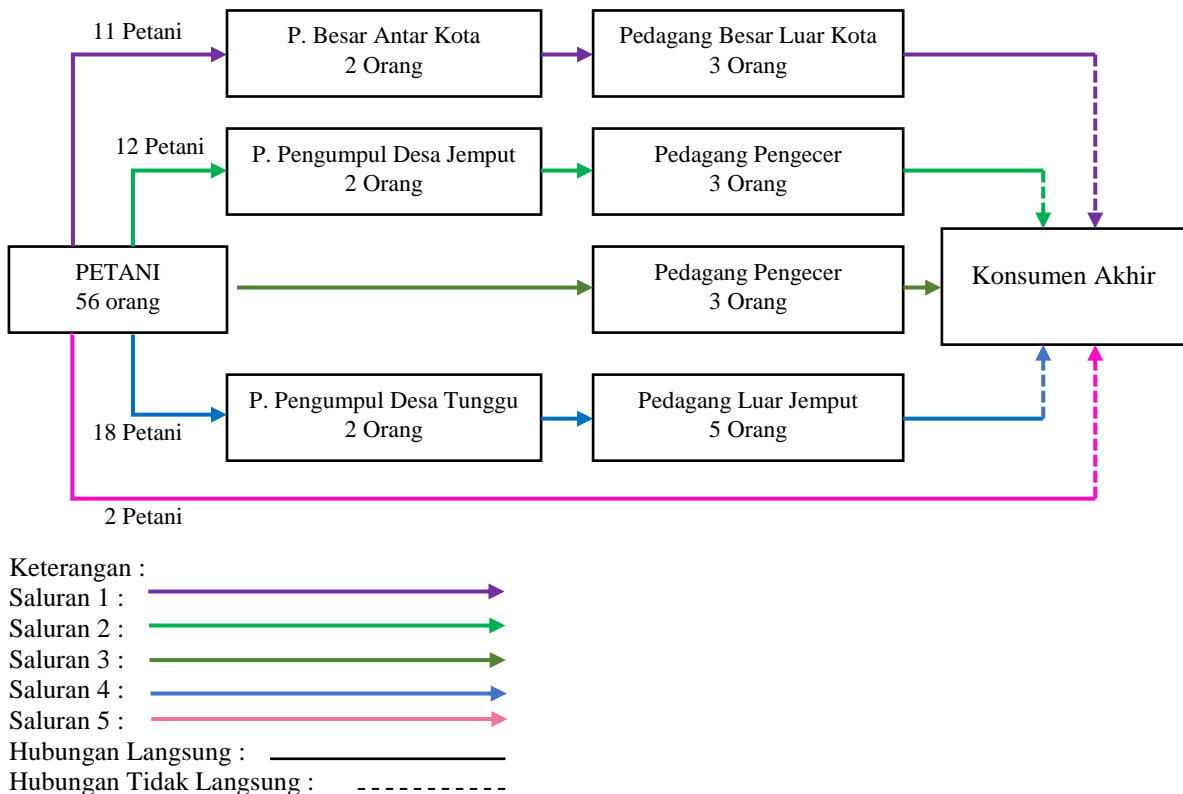 11 Petani
P. Besar Antar Kota
2 Orang
Pedagang Besar Luar Kota
3 Orang
12 Petani
P. Pengumpul Desa Jemput
2 Orang
Pedagang Pengecer
3 Orang
PETANI
56 orang
Pedagang Pengecer
3 Orang
Konsumen Akhir
18 Petani
P. Pengumpul Desa Tunggu
2 Orang
Pedagang Luar Jemput
5 Orang
2 Petani
Keterangan :
Saluran 1 :
Saluran 2 :
Saluran 3 :
Saluran 4 :
Saluran 5 :
Hubungan Langsung :
Hubungan Tidak Langsung :